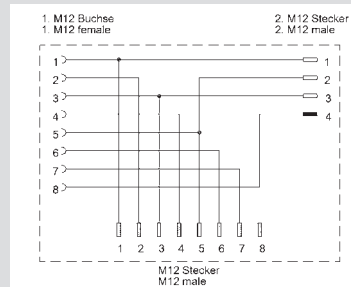 1. M12 Buchse
1. M12 female
2. M12 Stecker
2. M12 male
1 1
2 2
3 3
4 4
5
6
7
8
1 2 3 4 5 6 7 8
M12 Stecker
M12 male